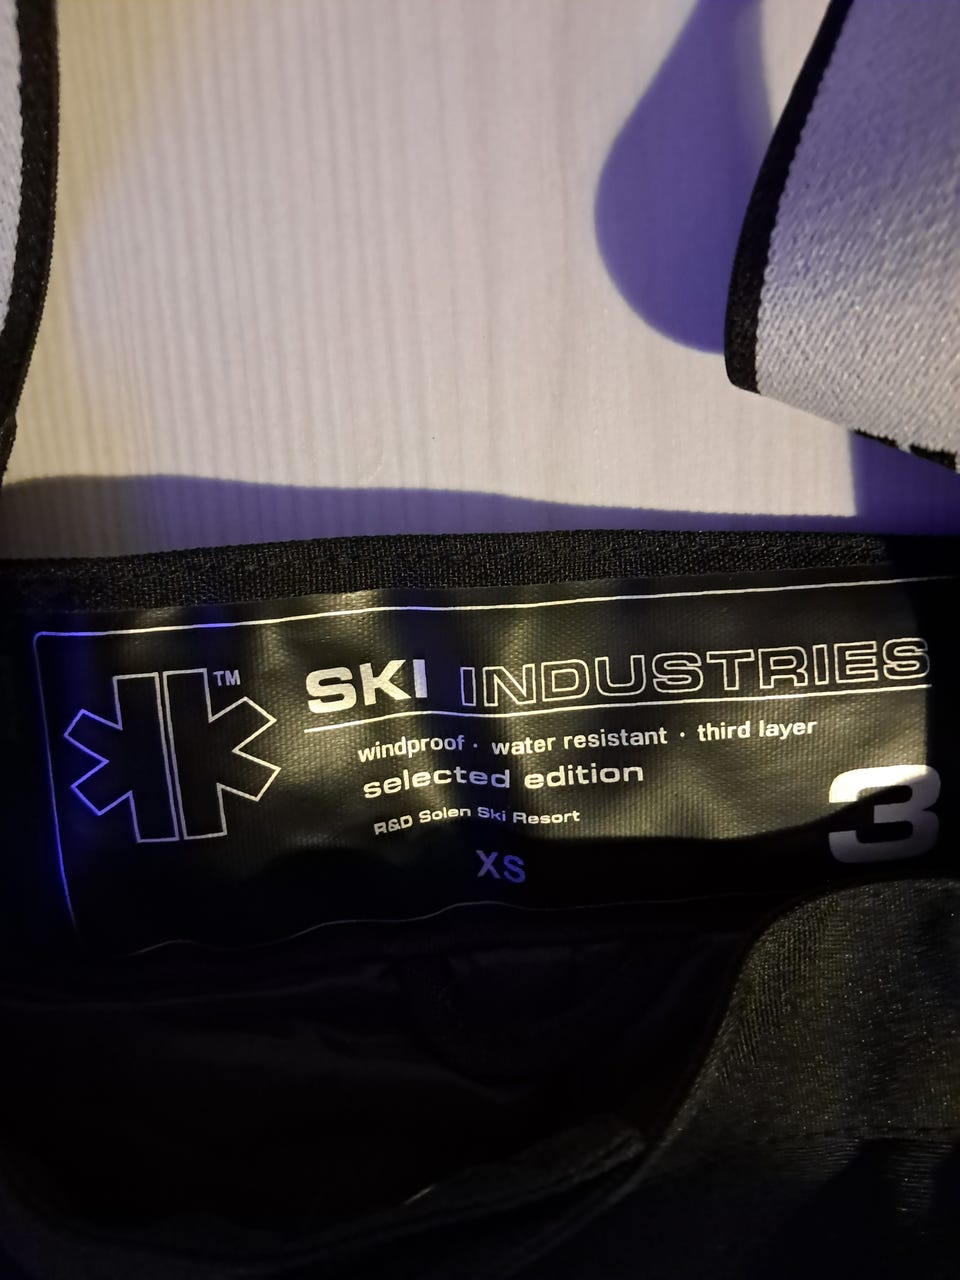 TM
SKI INDUSTRIES
windproof · water resistant · third layer
selected edition
R&D Solen Ski Resort
3
XS